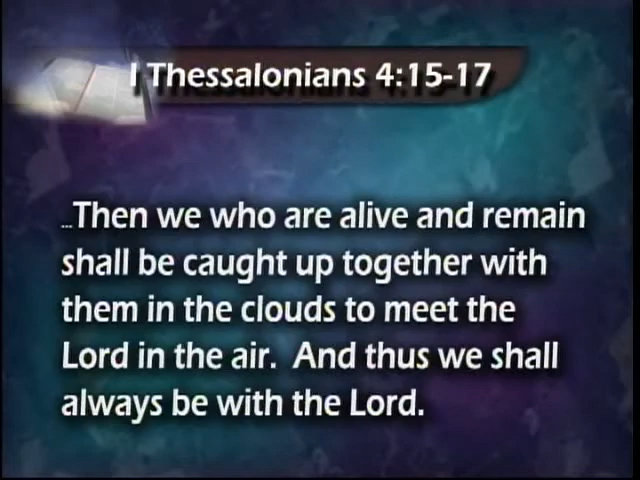 I Thessalonians 4:15-17
...Then we who are alive and remain
shall be caught up together with
them in the clouds to meet the
Lord in the air.  And thus we shall
always be with the Lord.